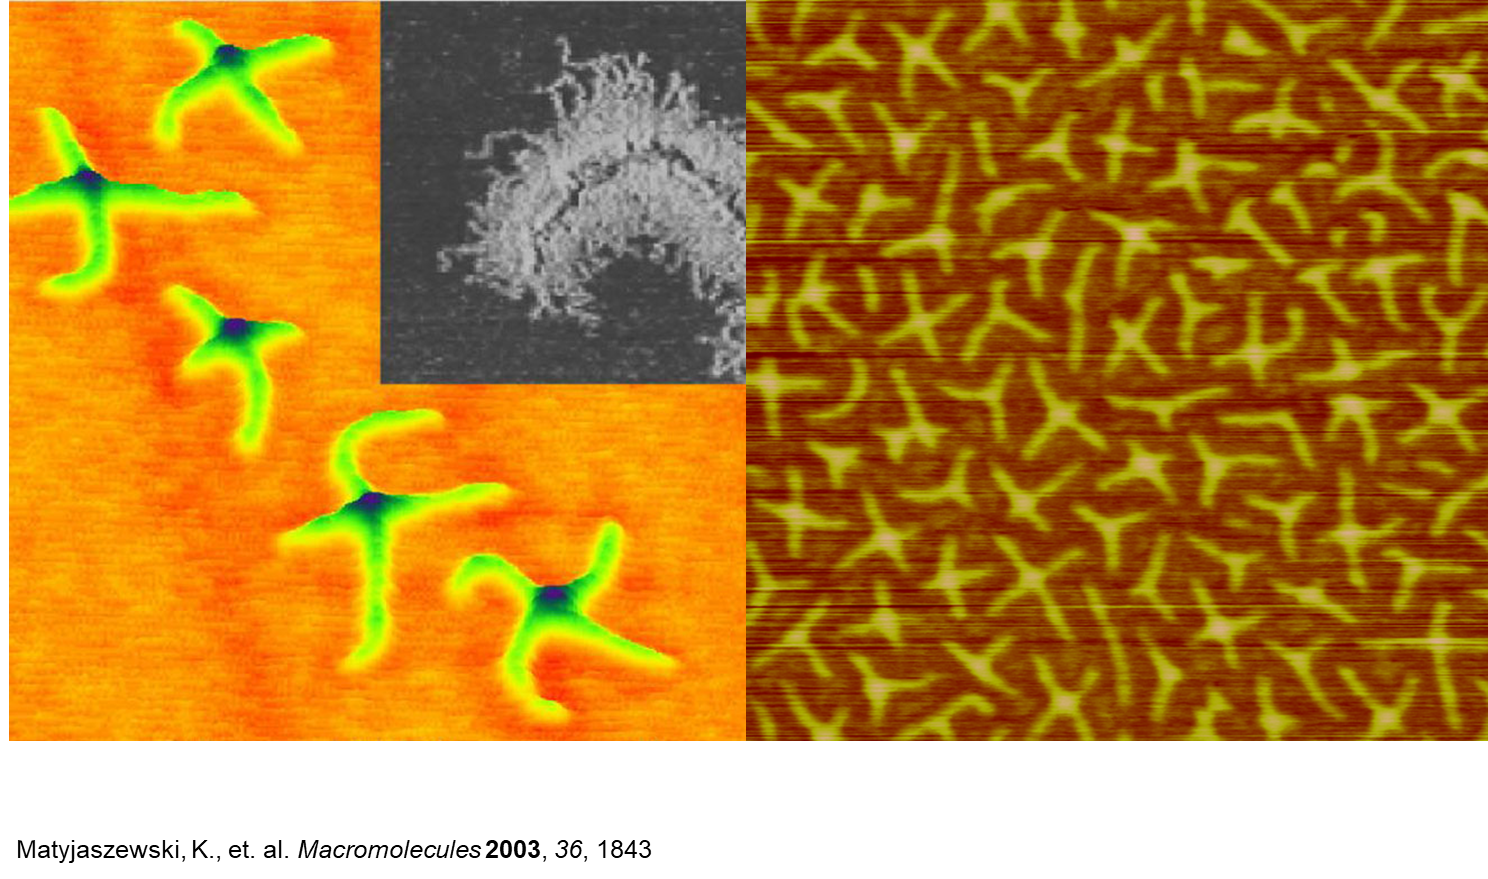 Matyjaszewski, K., et. al. Macromolecules 2003, 36, 1843